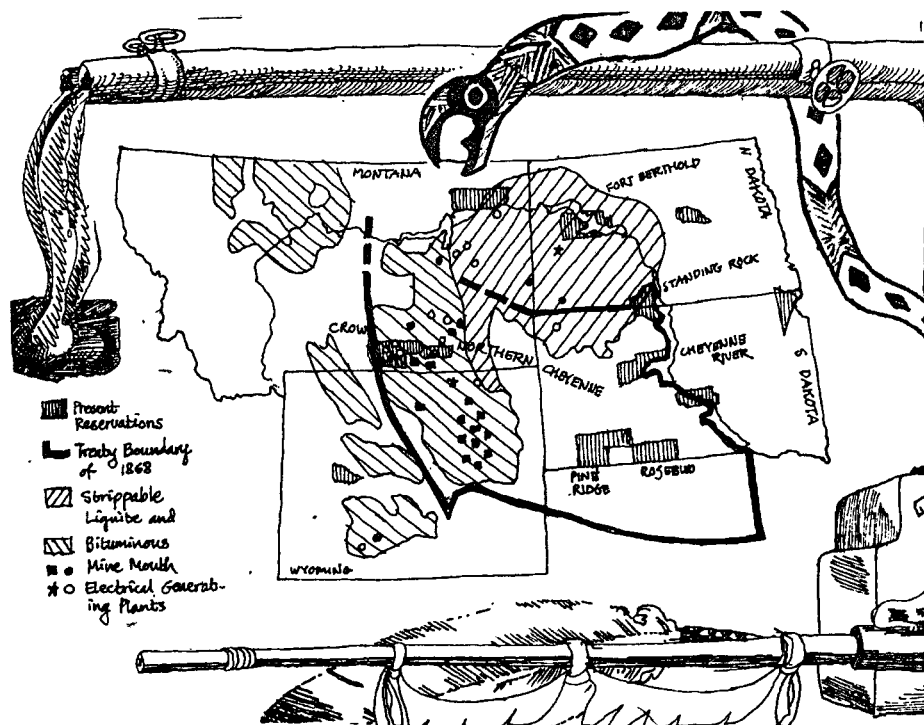 MONTANA
FORT BERTHOLD
N DAKOTA
STANDING ROCK
CROW
NORTHERN
CHEYENNE
CHEYENNE
RIVER
S DAKOTA
PINE
RIDGE
ROSEBUD
WYOMING
Present
Reservations
Treaty Boundary
of 1868
Strippable
Liquite and
Bituminous
Mine Mouth
Electrical Generat-
ing Plants